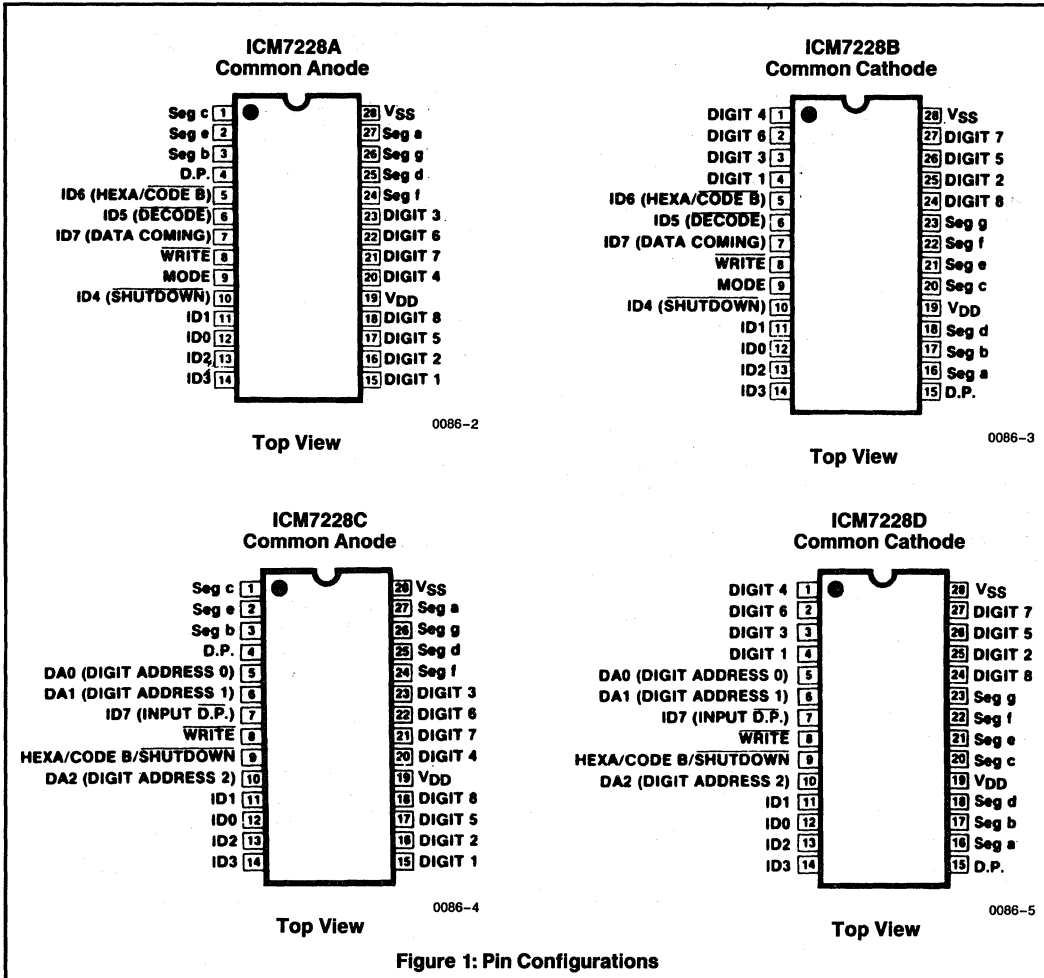 ICM7228A
Common Anode
Seg c 1
Seg e 2
Seg b 3
D.P. 4
ID6 (HEXA/CODE B) 5
ID5 (DECODE) 6
ID7 (DATA COMING) 7
WRITE 8
MODE 9
ID4 (SHUTDOWN) 10
ID1 11
ID0 12
ID2 13
ID3 14
28 VSS
27 Seg a
26 Seg g
25 Seg d
24 Seg f
23 DIGIT 3
22 DIGIT 6
21 DIGIT 7
20 DIGIT 4
19 VDD
18 DIGIT 8
17 DIGIT 5
16 DIGIT 2
15 DIGIT 1
0086–2
Top View
ICM7228B
Common Cathode
DIGIT 4 1
DIGIT 6 2
DIGIT 3 3
DIGIT 1 4
ID6 (HEXA/CODE B) 5
ID5 (DECODE) 6
ID7 (DATA COMING) 7
WRITE 8
MODE 9
ID4 (SHUTDOWN) 10
ID1 11
ID0 12
ID2 13
ID3 14
28 VSS
27 DIGIT 7
26 DIGIT 5
25 DIGIT 2
24 DIGIT 8
23 Seg g
22 Seg f
21 Seg e
20 Seg c
19 VDD
18 Seg d
17 Seg b
16 Seg a
15 D.P.
0086–3
Top View
ICM7228C
Common Anode
Seg c 1
Seg e 2
Seg b 3
D.P. 4
DA0 (DIGIT ADDRESS 0) 5
DA1 (DIGIT ADDRESS 1) 6
ID7 (INPUT D.P.) 7
WRITE 8
HEXA/CODE B/SHUTDOWN 9
DA2 (DIGIT ADDRESS 2) 10
ID1 11
ID0 12
ID2 13
ID3 14
28 VSS
27 Seg a
26 Seg g
25 Seg d
24 Seg f
23 DIGIT 3
22 DIGIT 6
21 DIGIT 7
20 DIGIT 4
19 VDD
18 DIGIT 8
17 DIGIT 5
16 DIGIT 2
15 DIGIT 1
0086–4
Top View
ICM7228D
Common Cathode
DIGIT 4 1
DIGIT 6 2
DIGIT 3 3
DIGIT 1 4
DA0 (DIGIT ADDRESS 0) 5
DA1 (DIGIT ADDRESS 1) 6
ID7 (INPUT D.P.) 7
WRITE 8
HEXA/CODE B/SHUTDOWN 9
DA2 (DIGIT ADDRESS 2) 10
ID1 11
ID0 12
ID2 13
ID3 14
28 VSS
27 DIGIT 7
26 DIGIT 5
25 DIGIT 2
24 DIGIT 8
23 Seg g
22 Seg f
21 Seg e
20 Seg c
19 VDD
18 Seg d
17 Seg b
16 Seg a
15 D.P.
0086–5
Top View
Figure 1: Pin Configurations